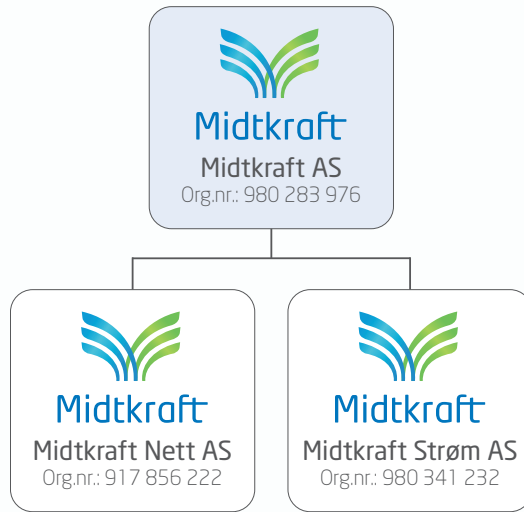 Midtkraft
Midtkraft AS
Org.nr.: 980 283 976
Midtkraft
Midtkraft Nett AS
Org.nr.: 917 856 222
Midtkraft
Midtkraft Strøm AS
Org.nr.: 980 341 232